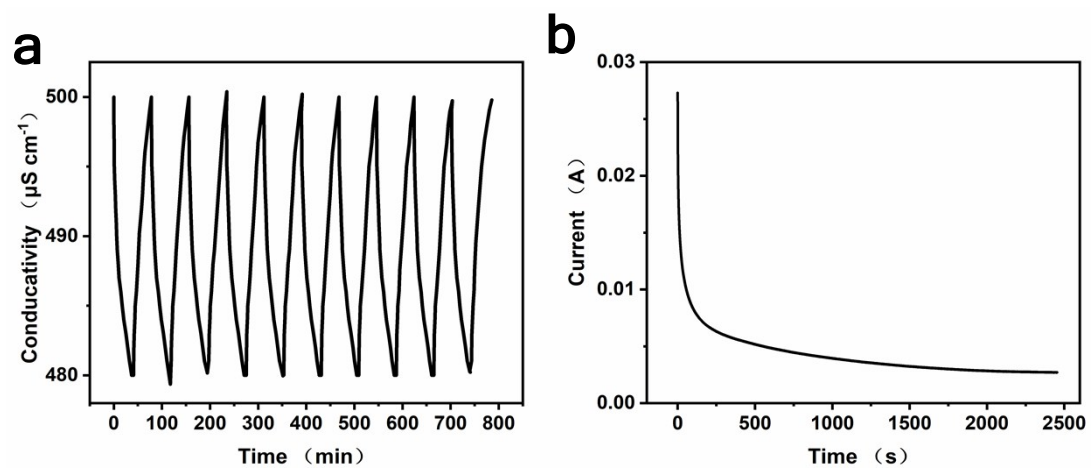 a
500
490
480
Conducativity （μS cm⁻¹）
0 100 200 300 400 500 600 700 800
Time （min）
b
0.03
0.02
0.01
0.00
Current （A）
0 500 1000 1500 2000 2500
Time （s）